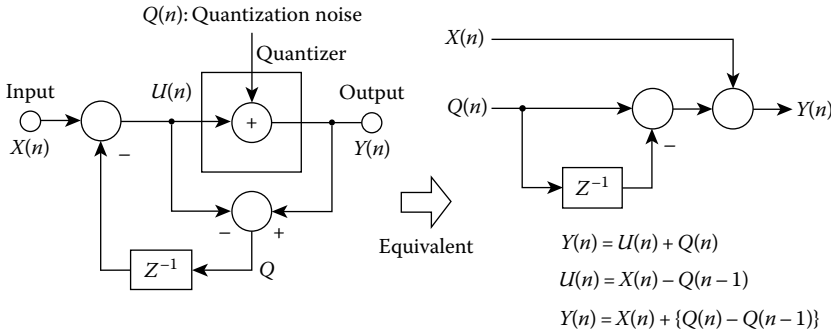 Q(n): Quantization noise
Quantizer
Input
U(n)
Output
X(n)
+
Y(n)
–
–
+
Z⁻¹
Q
Equivalent
X(n)
Q(n)
Y(n)
–
Z⁻¹
Y(n) = U(n) + Q(n)
U(n) = X(n) – Q(n – 1)
Y(n) = X(n) + {Q(n) – Q(n – 1)}